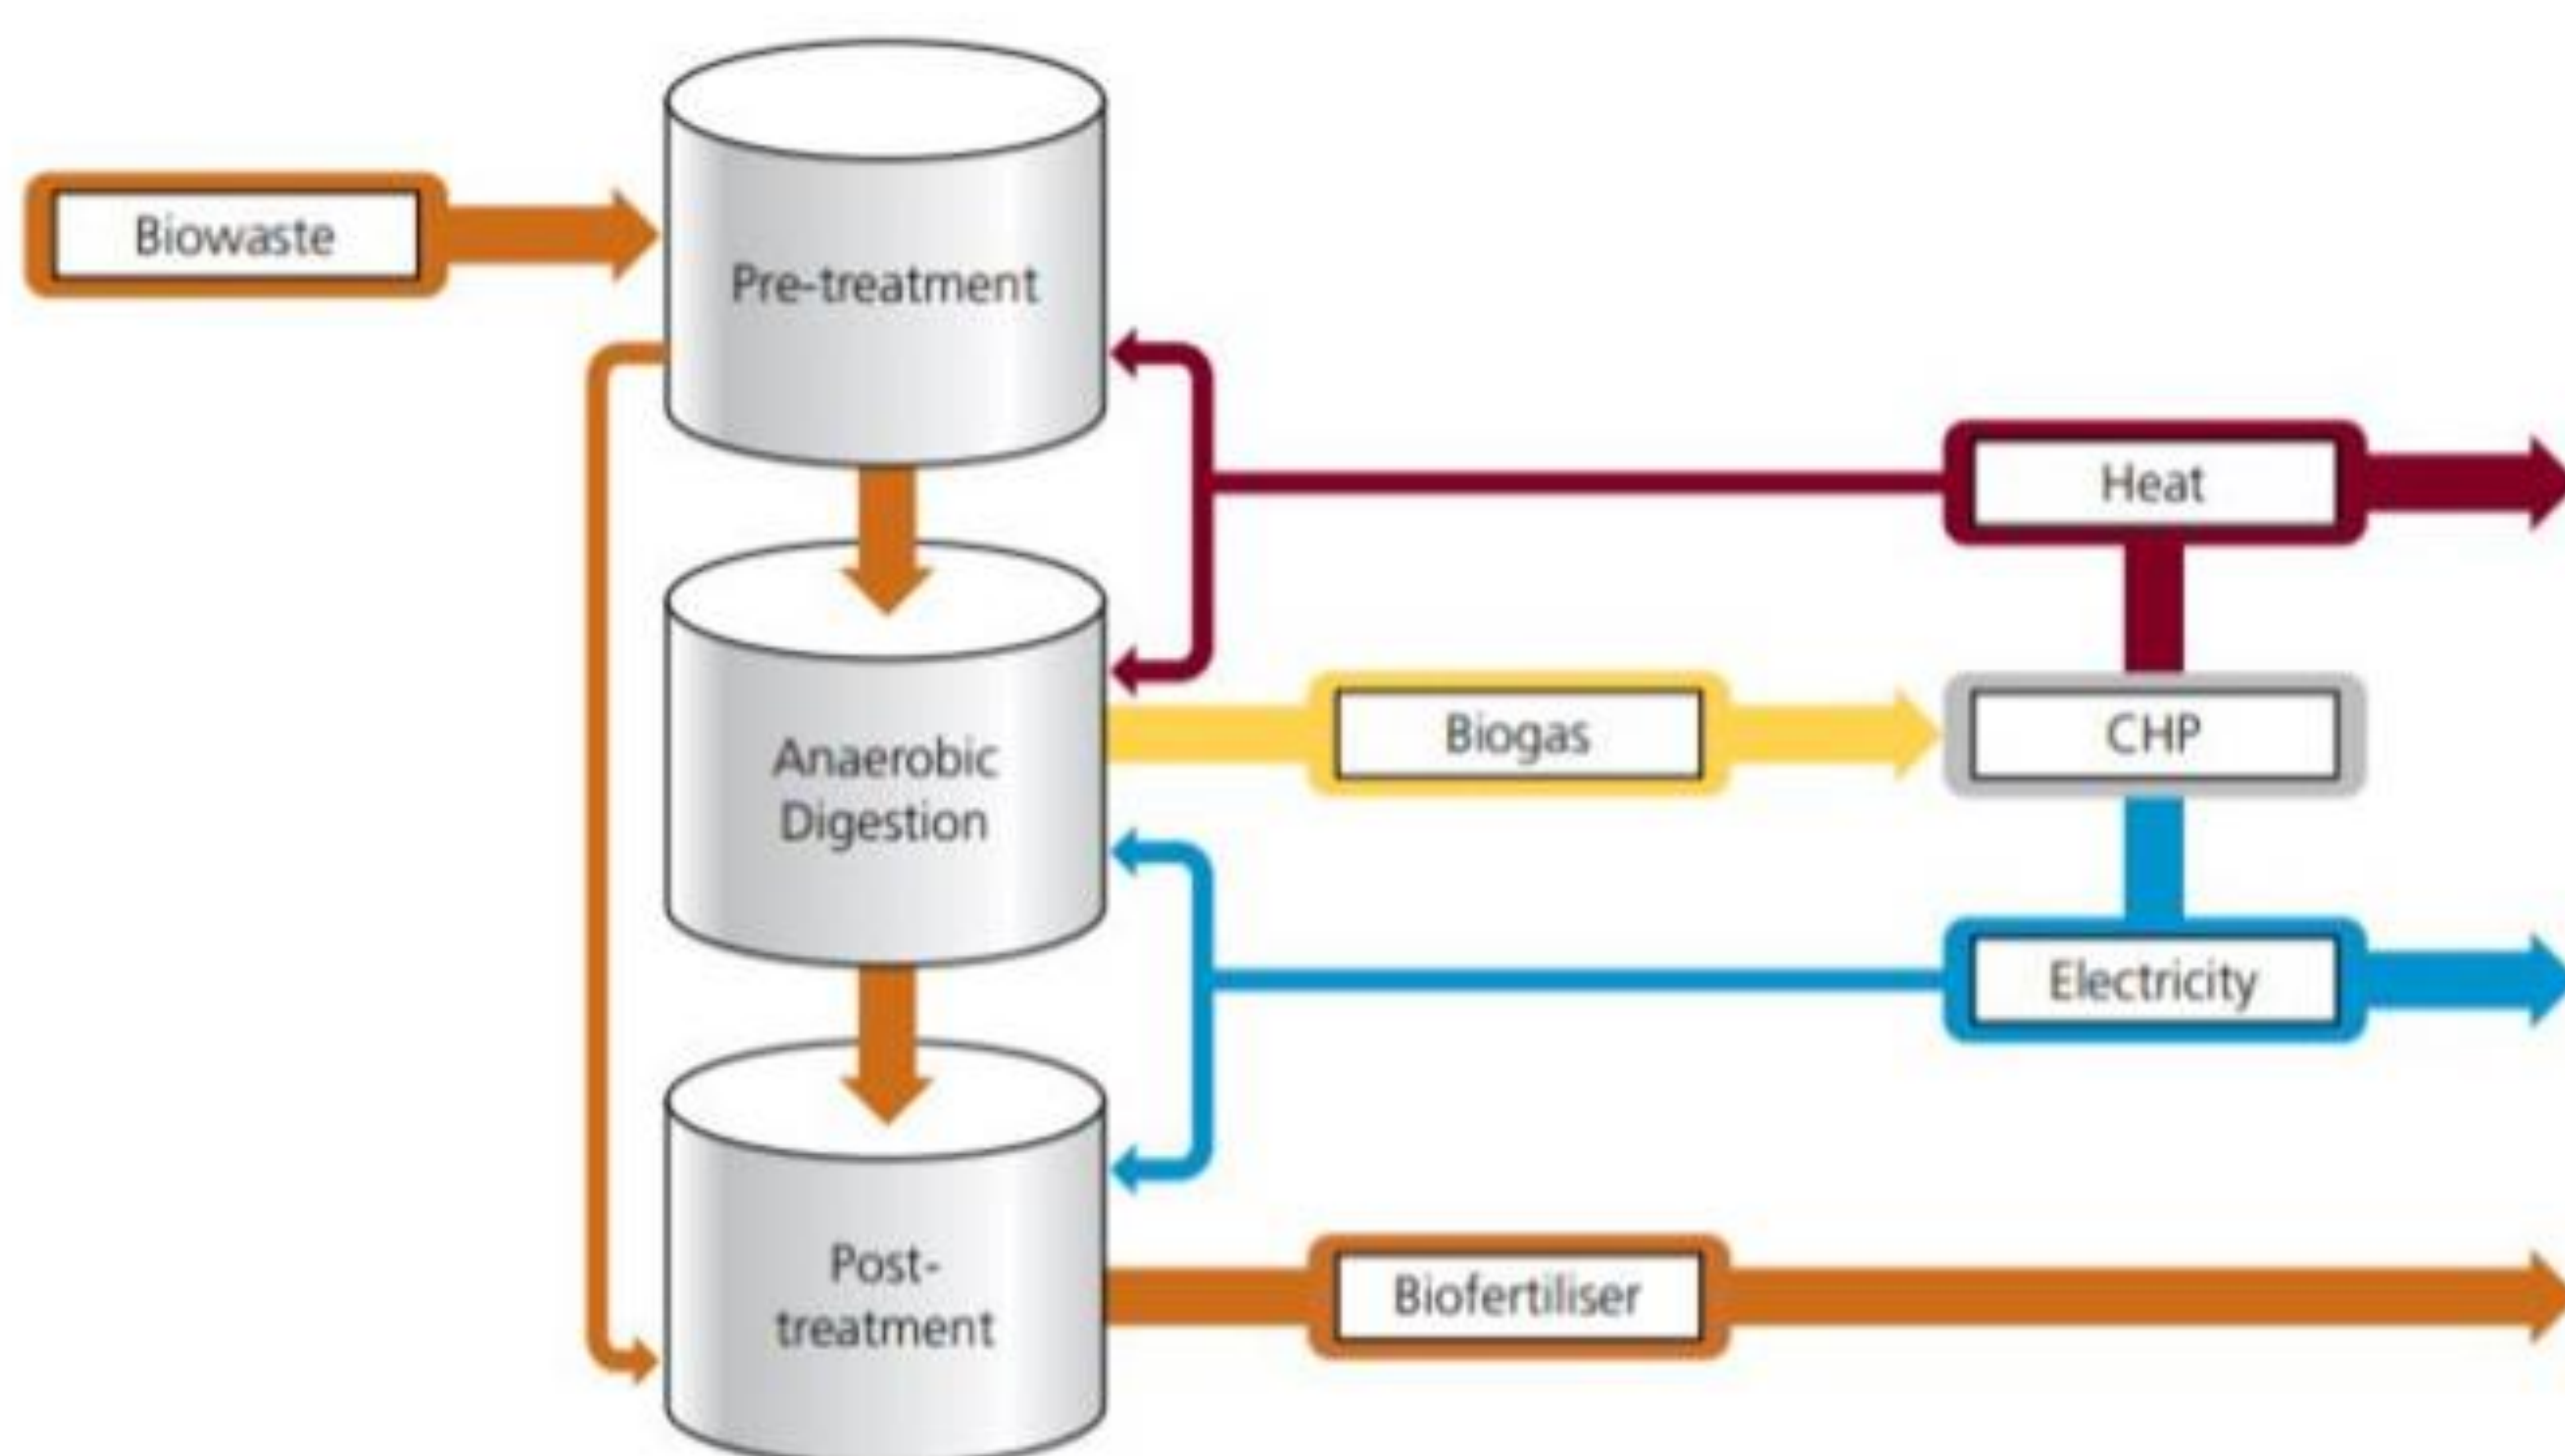 Biowaste
Pre-treatment
Heat
Anaerobic
Digestion
Biogas
CHP
Electricity
Post-
treatment
Biofertiliser